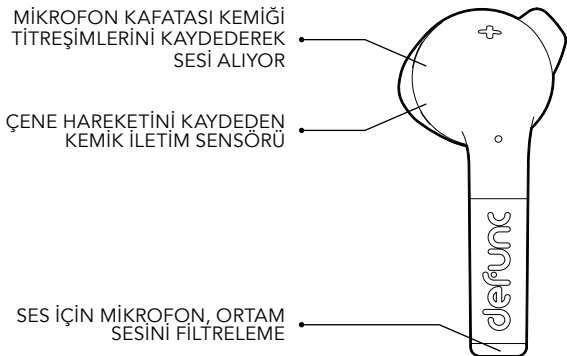 MİKROFON KAFATASI KEMİĞİ
TİTREŞİMLERİNİ KAYDEDEREK
SESİ ALIYOR
ÇENE HAREKETİNİ KAYDEDEN
KEMİK İLETİM SENSÖRÜ
defunc
SES İÇİN MİKROFON, ORTAM
SESİNİ FİLTRELEME